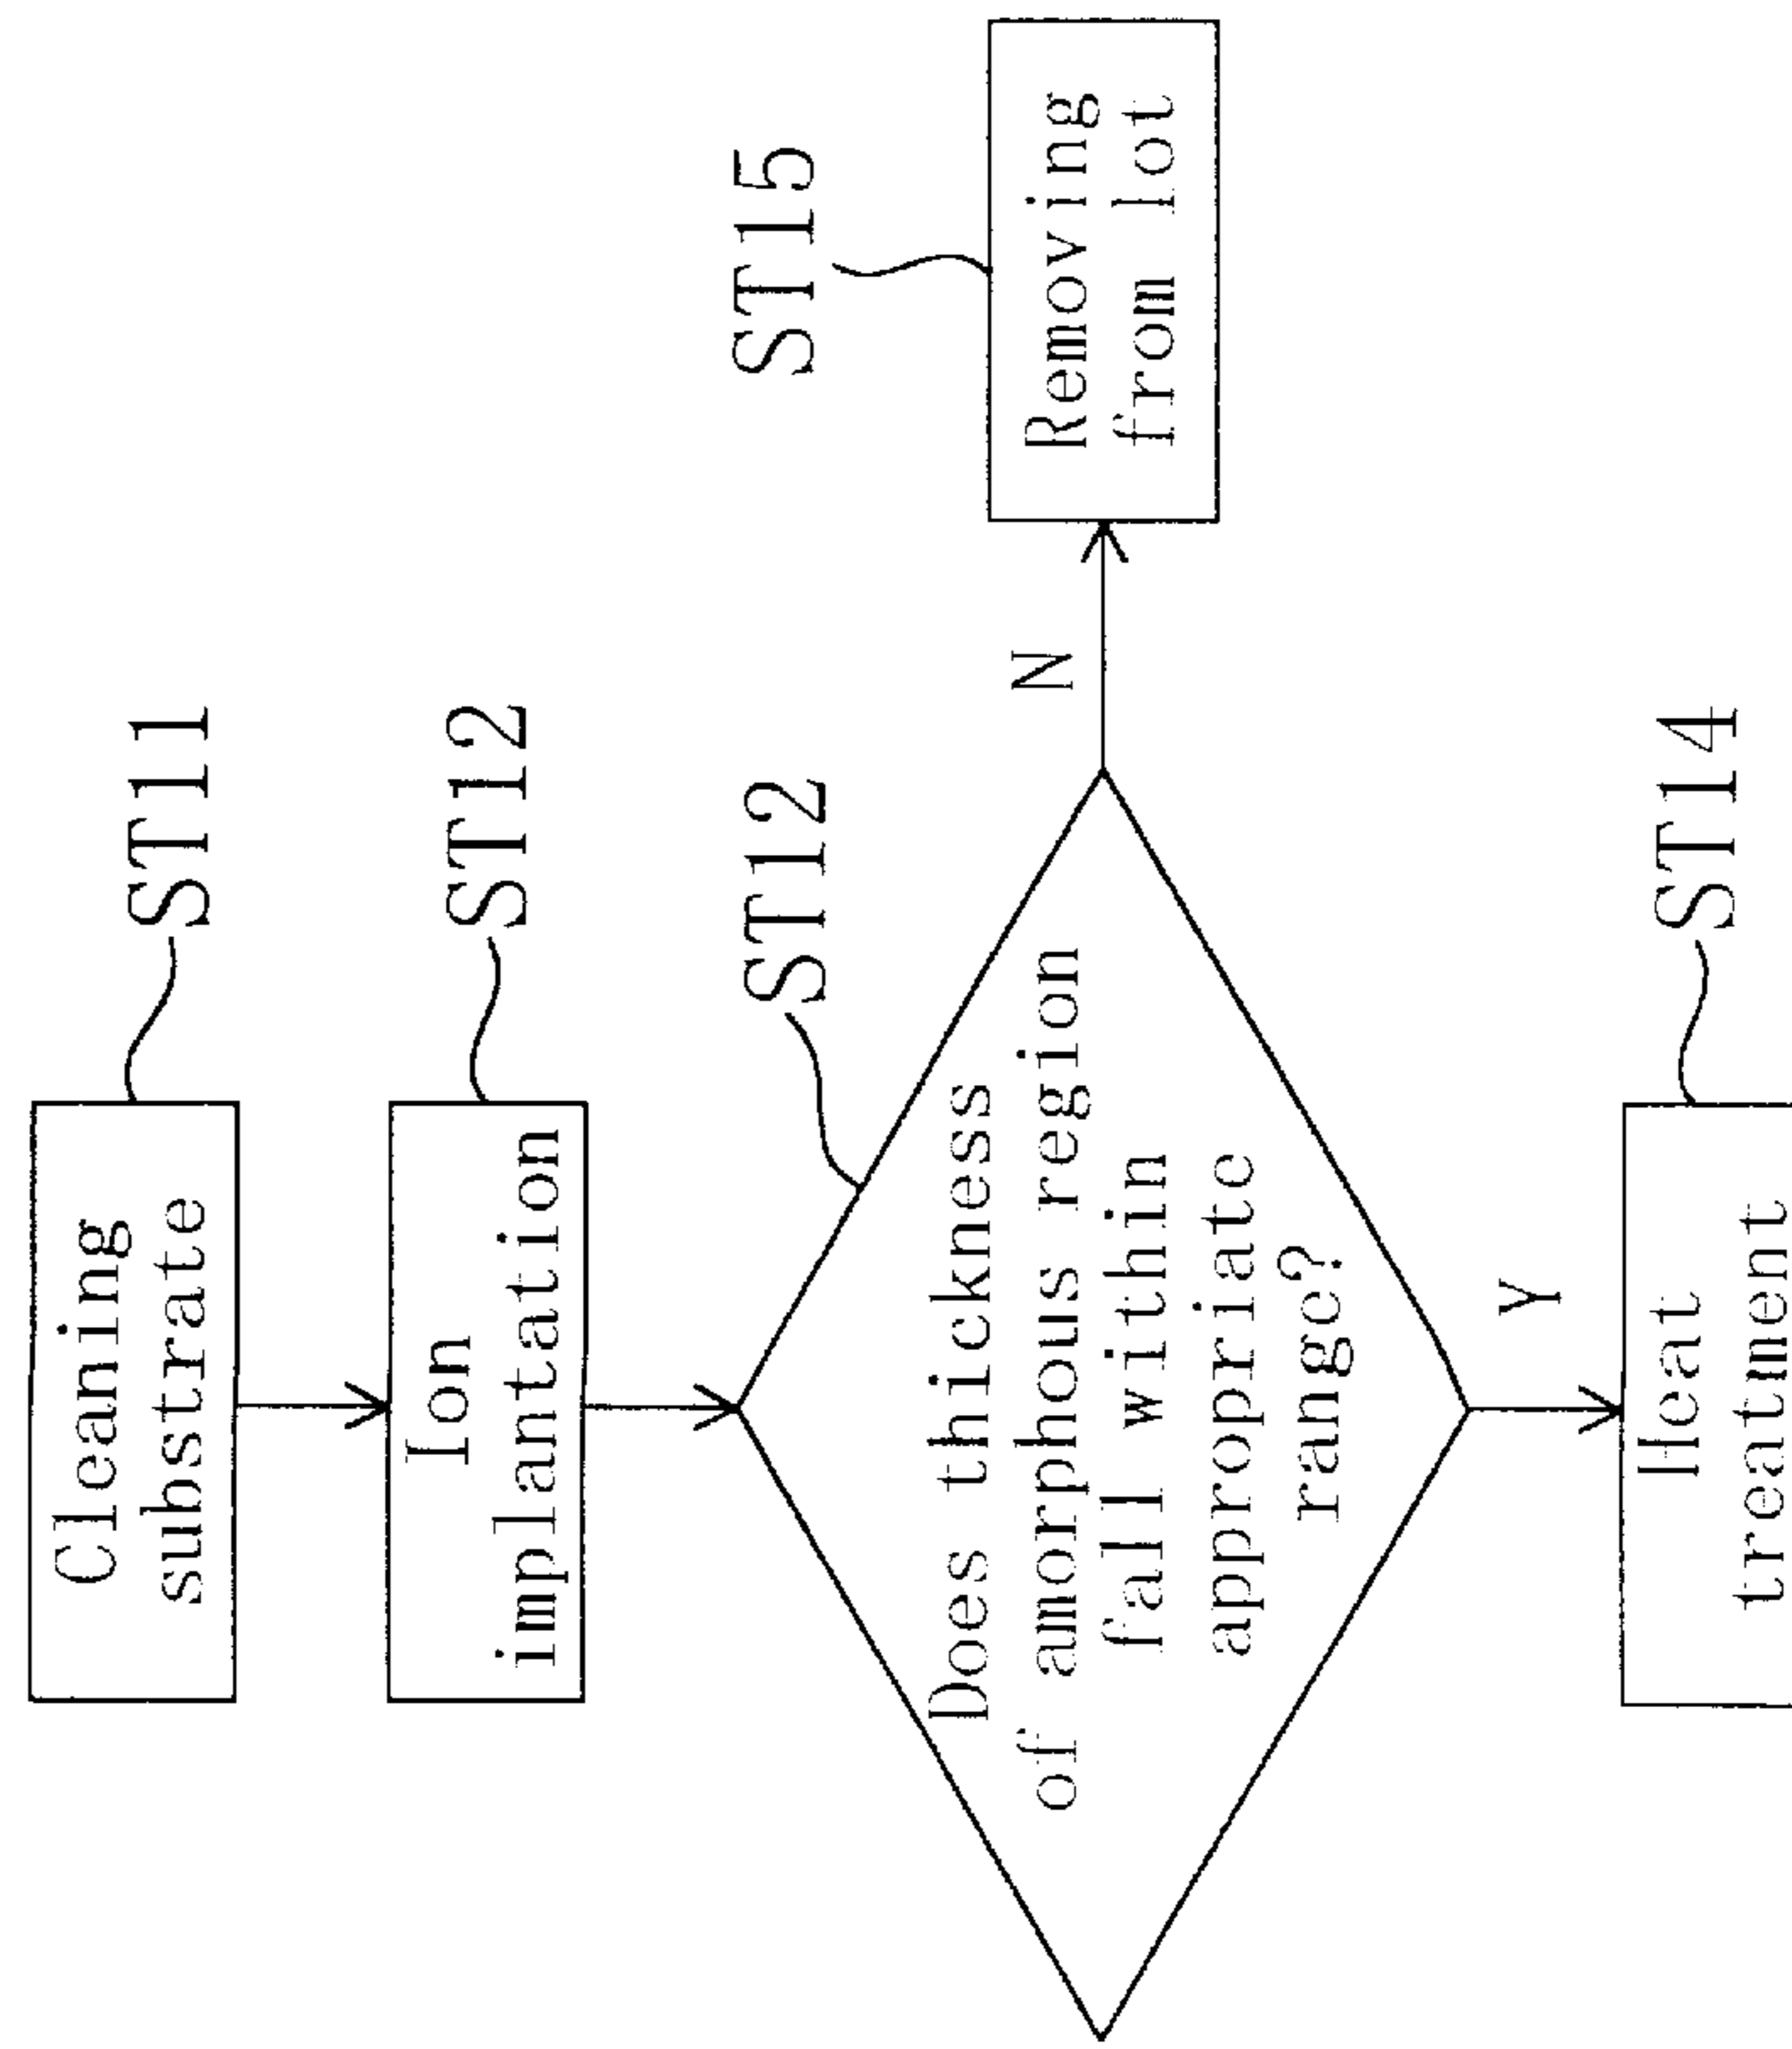 Cleaning
substrate
ST11
Ion
implantation
ST12
Does thickness
of amorphous region
fall within
appropriate
range?
ST12
N
Removing
from lot
ST15
Y
Heat
treatment
ST14